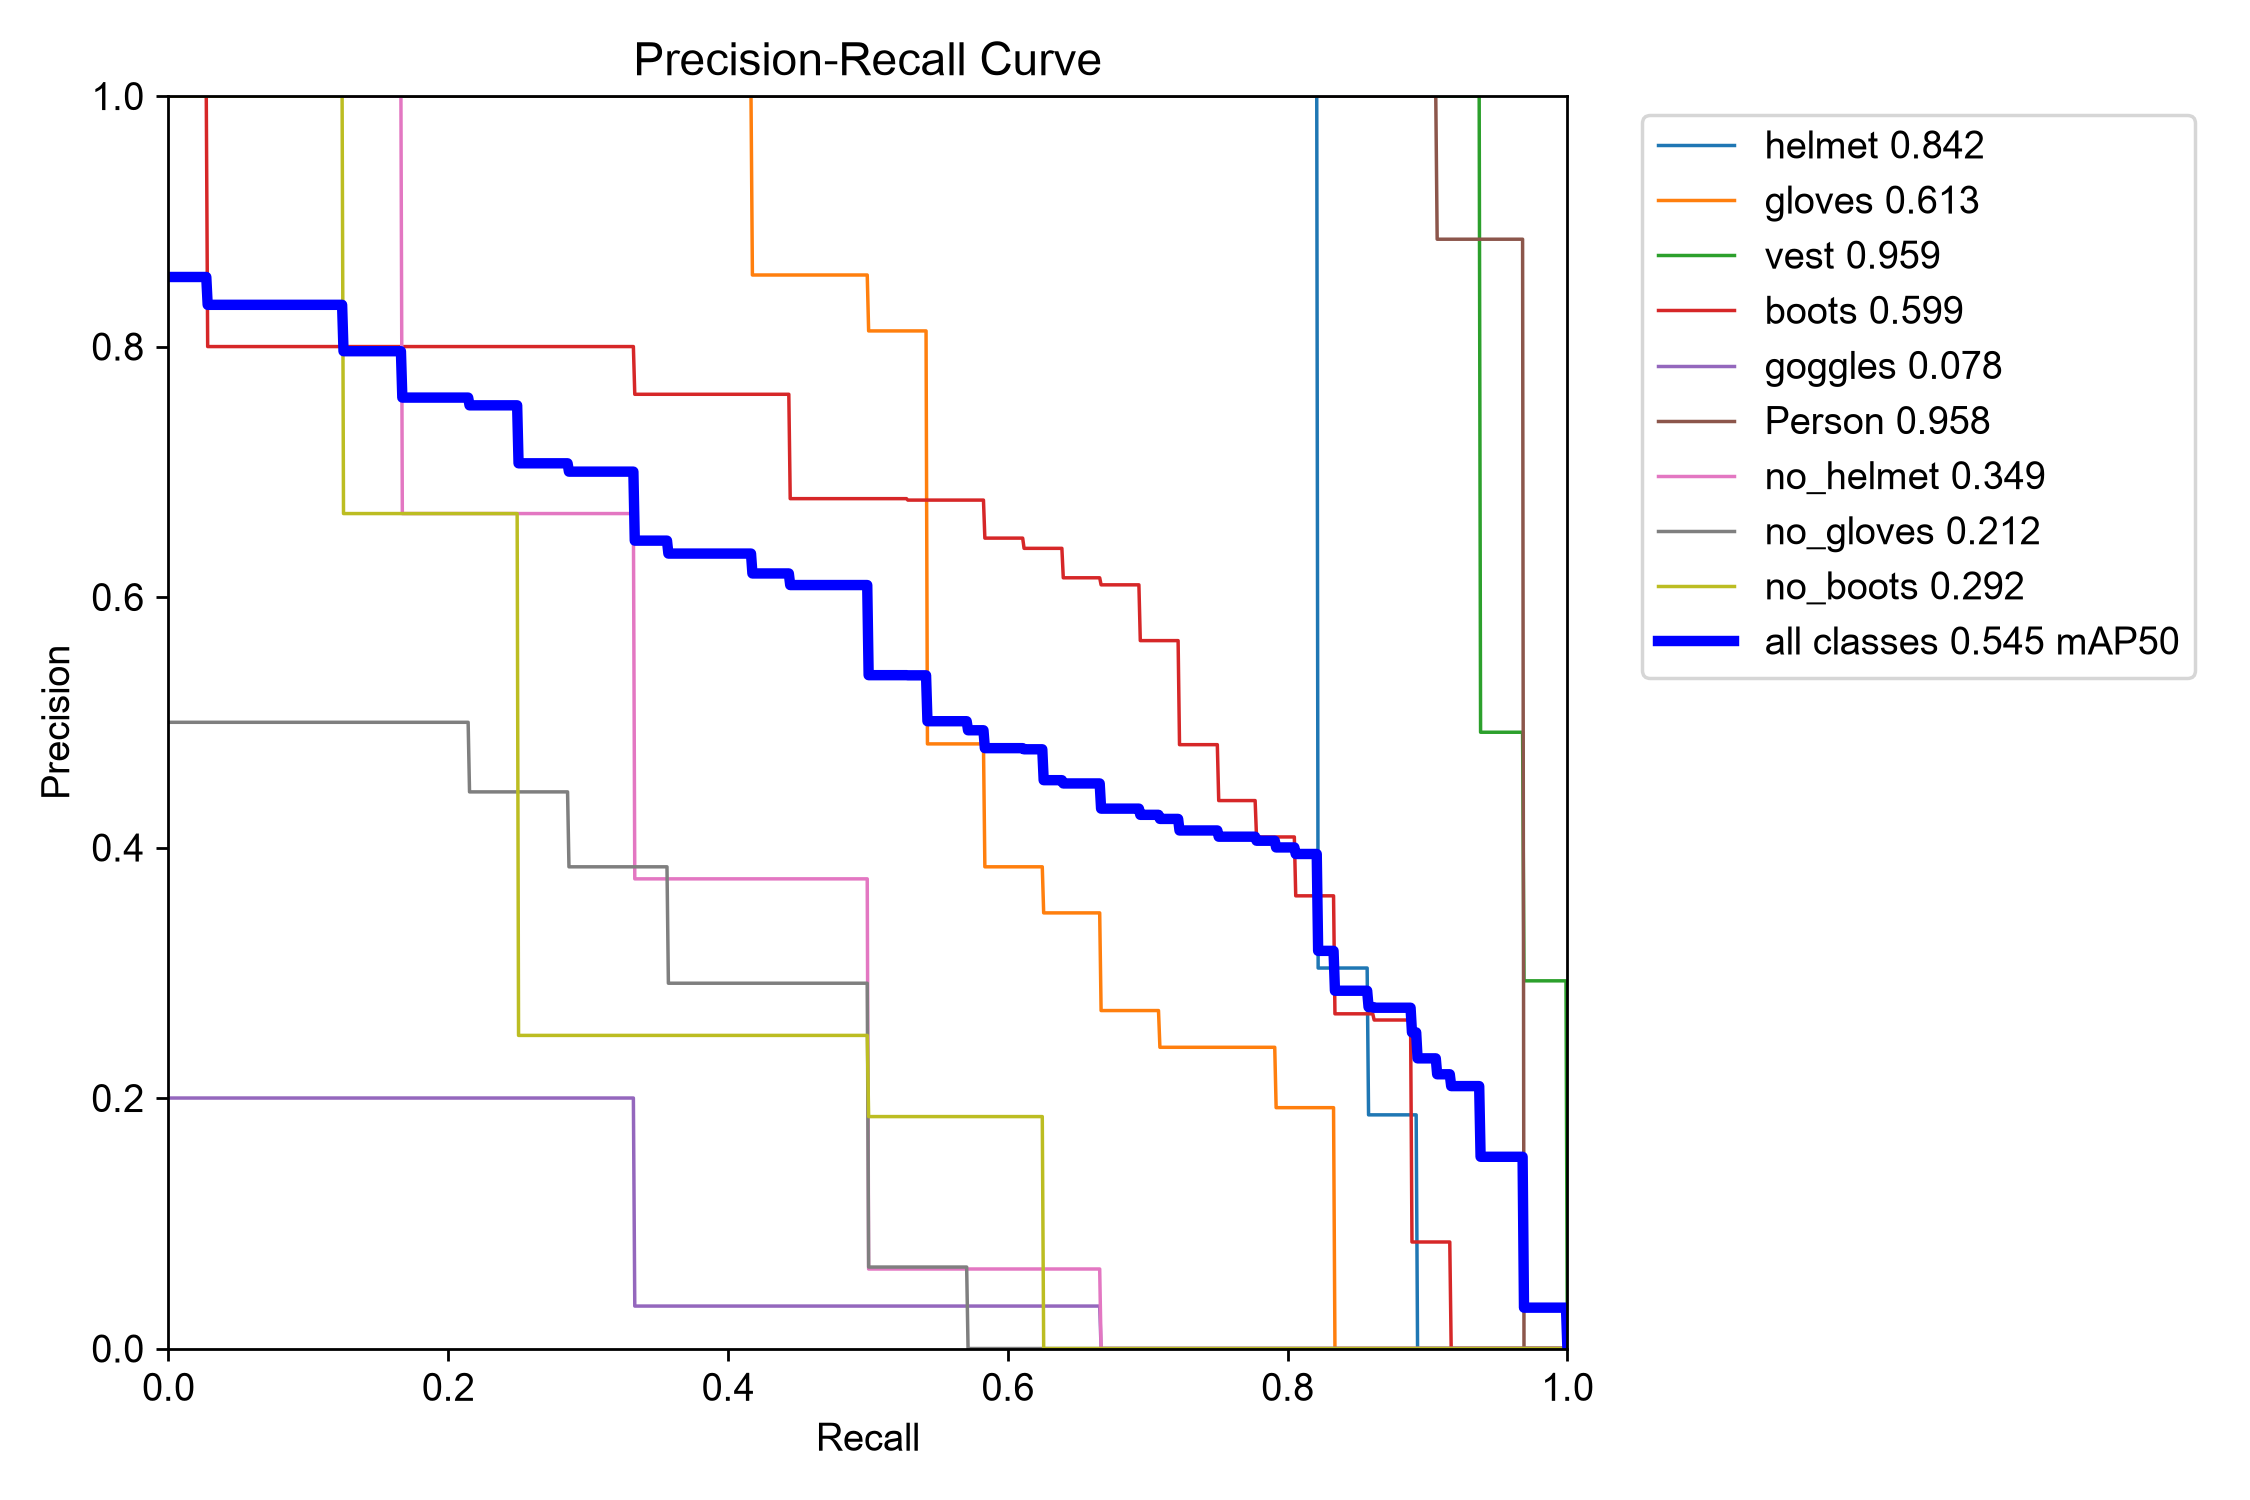 Precision-Recall Curve
1.0
0.8
0.6
0.4
0.2
0.0
Precision
0.0 0.2 0.4 0.6 0.8 1.0
Recall
helmet 0.842
gloves 0.613
vest 0.959
boots 0.599
goggles 0.078
Person 0.958
no_helmet 0.349
no_gloves 0.212
no_boots 0.292
all classes 0.545 mAP50